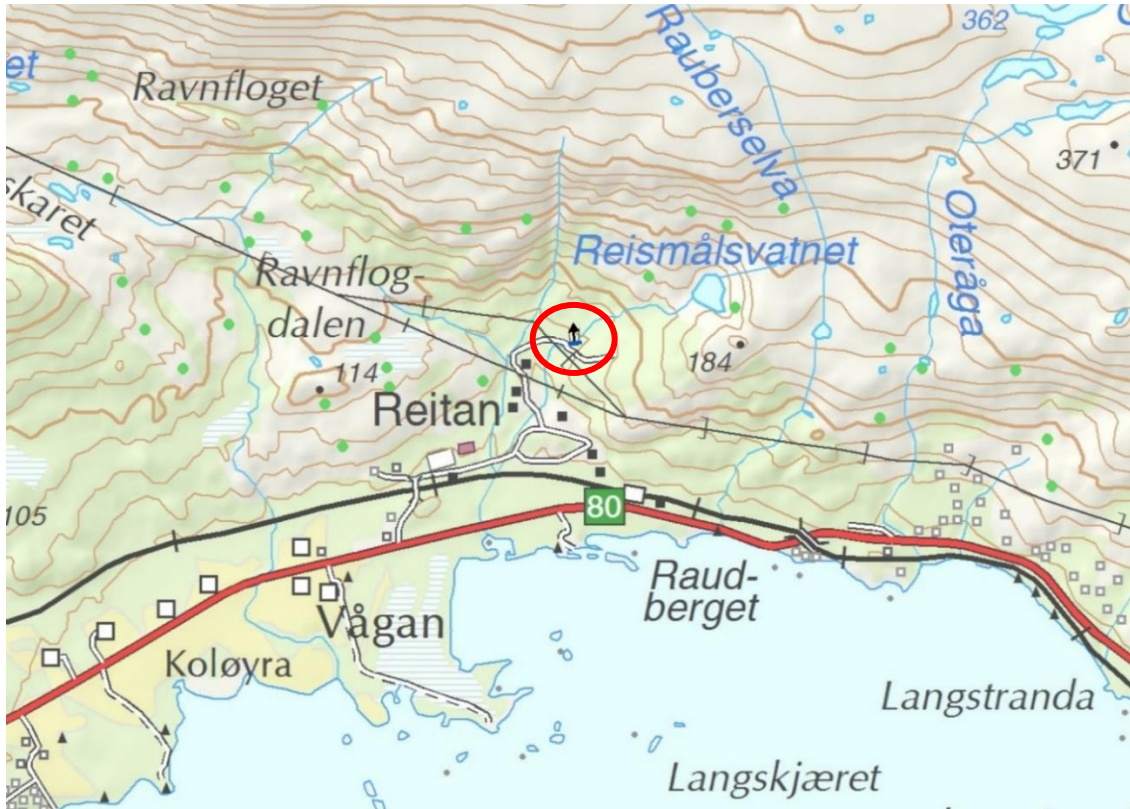 362
Ravnfloget
et
Rauberselva
371
skaret
Oteråga
Reismålsvatnet
Ravnflog-
dalen
184
114
Reitan
80
105
Raud-
berget
Vågan
Koløyra
Langstranda
Langskjæret